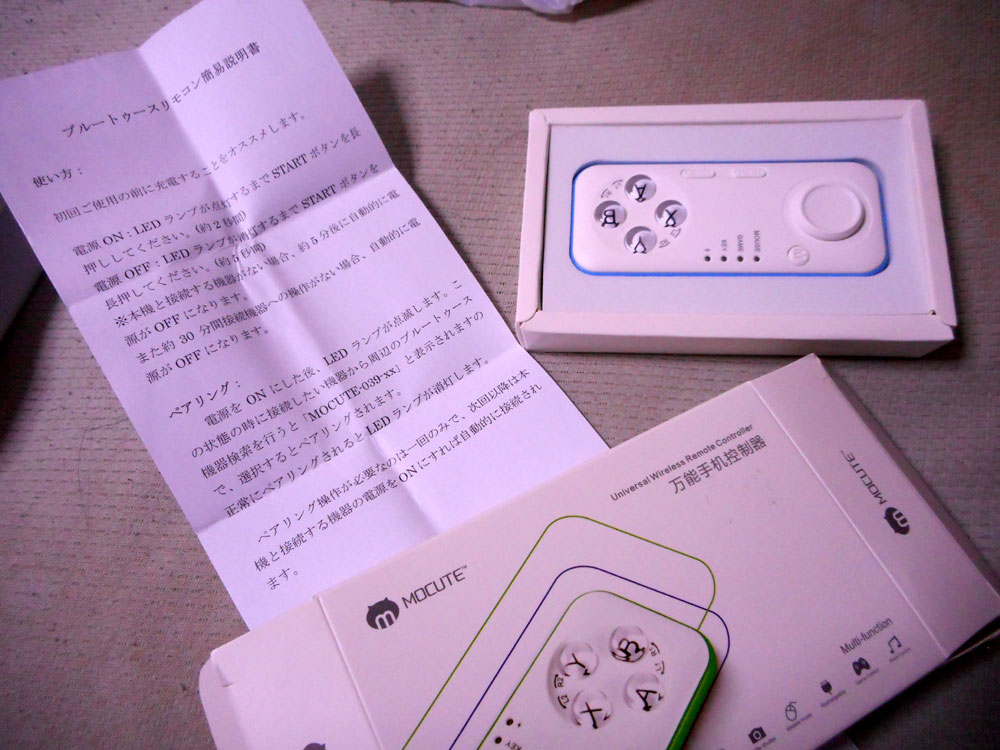 ブルートゥースリモコン簡易説明書
使い方：
初回ご使用の前に充電することをオススメします。
電源 ON：LED ランプが点灯するまで START ボタンを長
押ししてください。（約２秒間）
電源 OFF：LED ランプが消灯するまで START ボタンを
長押してください。（約５秒間）
※本機と接続する機器がない場合、約５分後に自動的に電
源が OFF になります。
また約 30 分間接続機器への操作がない場合、自動的に電
源が OFF になります。
ペアリング：
電源を ON にした後、LED ランプが点滅します。こ
の状態の時に接続したい機器から周辺のブルートゥース
機器検索を行うと「MOCUTE-039-xx」と表示されますの
で、選択するとペアリングされます。
正常にペアリングされると LED ランプが消灯します。
ペアリング操作が必要なのは一回のみで、次回以降は本
機と接続する機器の電源を ON にすれば自動的に接続され
ます。
A
B
X
Y
MOUSE
GAME
KEY
Universal Wireless Remote Controller
万能手机控制器
MOCUTE
MOCUTE™
Multi-function
Y
B
X
A
KEY